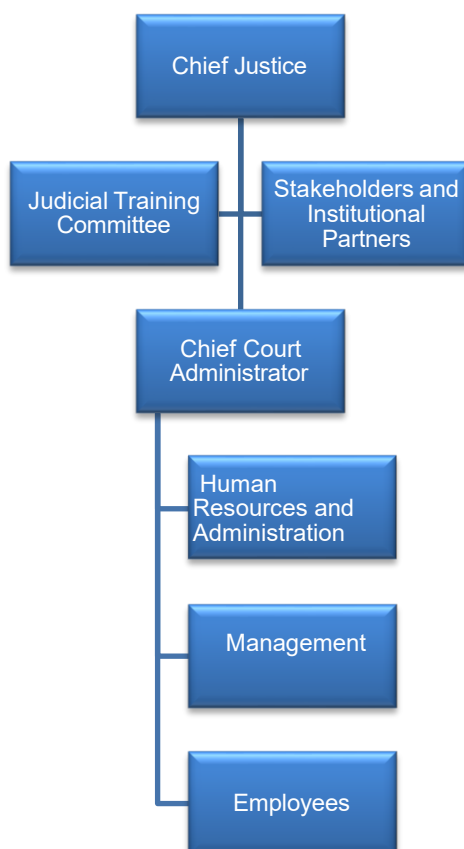 Chief Justice
Judicial Training
Committee
Stakeholders and
Institutional
Partners
Chief Court
Administrator
Human
Resources and
Administration
Management
Employees